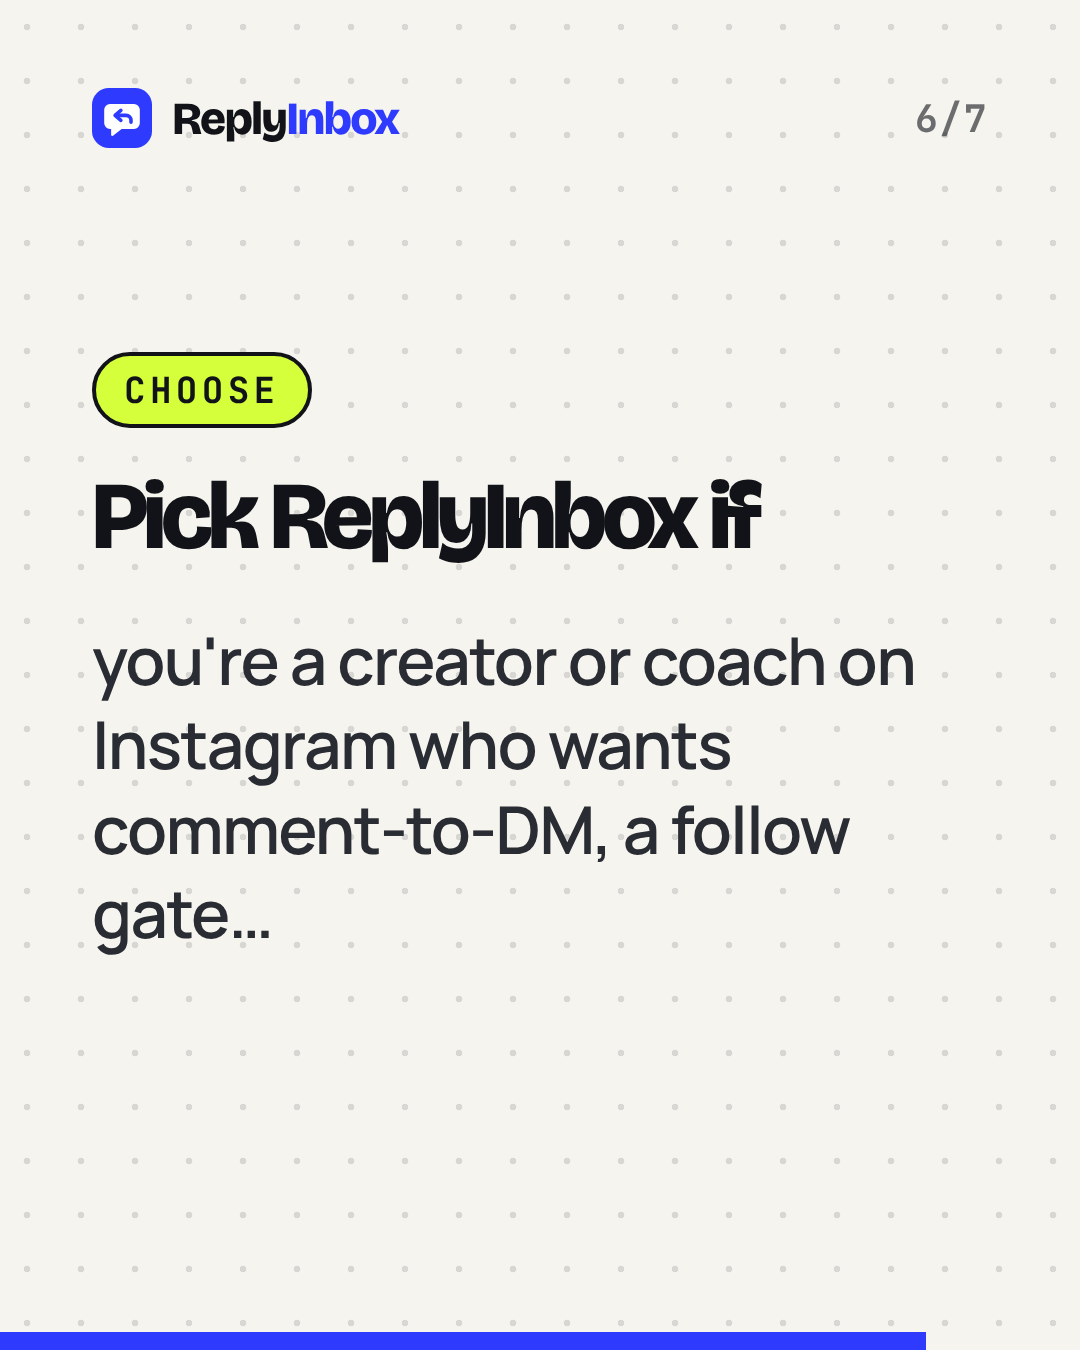 ReplyInbox
6/7
CHOOSE
Pick ReplyInbox if
you're a creator or coach on
Instagram who wants
comment-to-DM, a follow
gate…